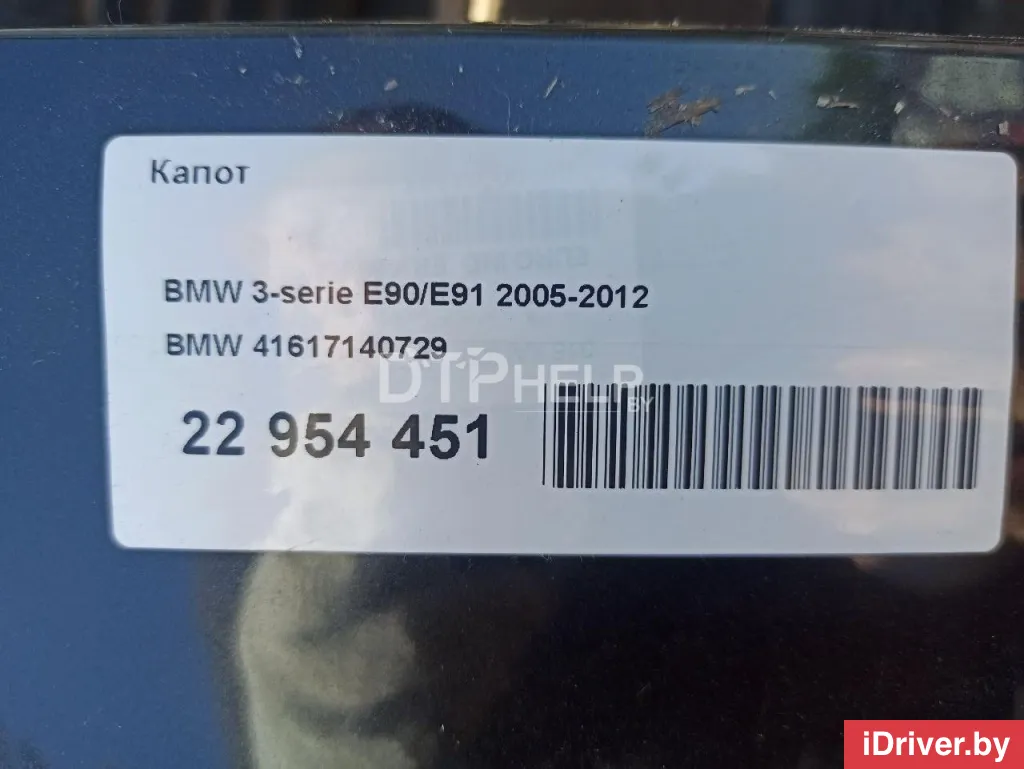 Капот
BMW 3-serie E90/E91 2005-2012
BMW 41617140729
DTPHELP
BY
22 954 451
iDriver.by